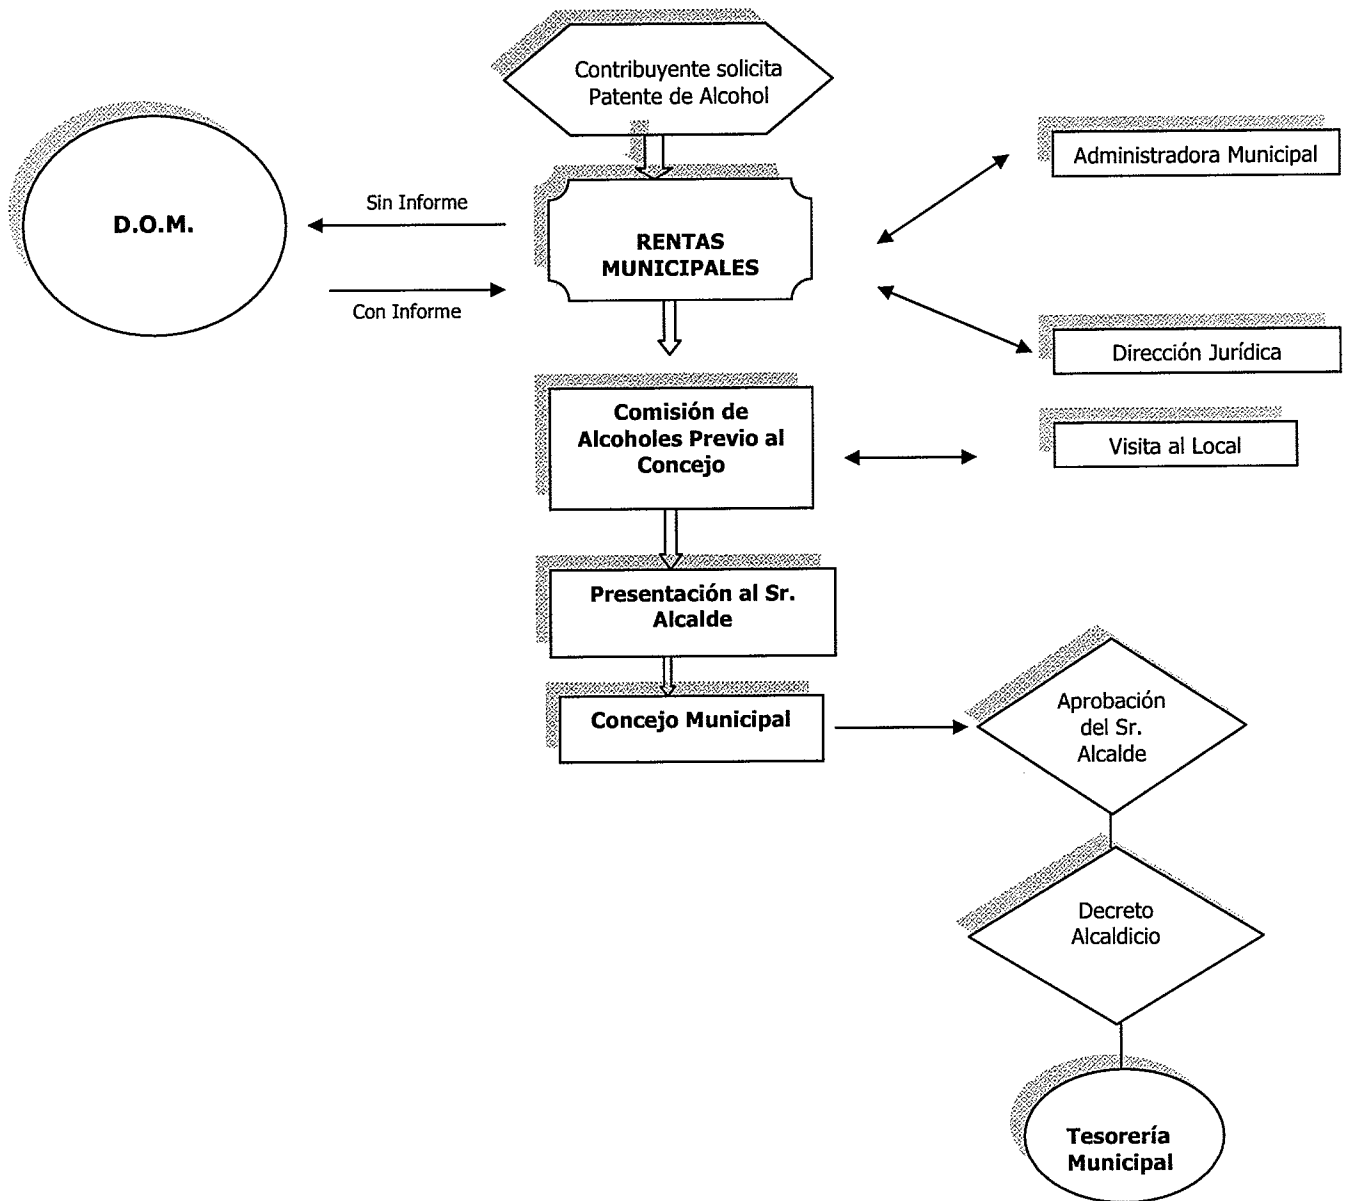 Contribuyente solicita
Patente de Alcohol
Administradora Municipal
D.O.M.
Sin Informe
RENTAS
MUNICIPALES
Con Informe
Dirección Jurídica
Comisión de
Alcoholes Previo al
Concejo
Visita al Local
Presentación al Sr.
Alcalde
Concejo Municipal
Aprobación
del Sr.
Alcalde
Decreto
Alcaldicio
Tesorería
Municipal